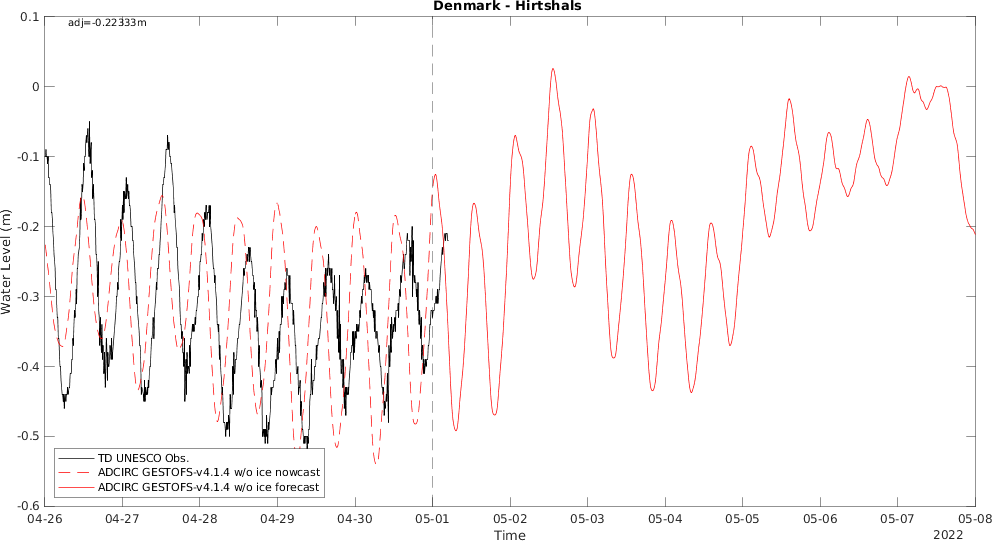 Denmark - Hirtshals
adj=-0.22333m
0.1
0
-0.1
-0.2
-0.3
-0.4
-0.5
-0.6
Water Level (m)
TD UNESCO Obs.
ADCIRC GESTOFS-v4.1.4 w/o ice nowcast
ADCIRC GESTOFS-v4.1.4 w/o ice forecast
04-26 04-27 04-28 04-29 04-30 05-01 05-02 05-03 05-04 05-05 05-06 05-07 05-08
Time
2022